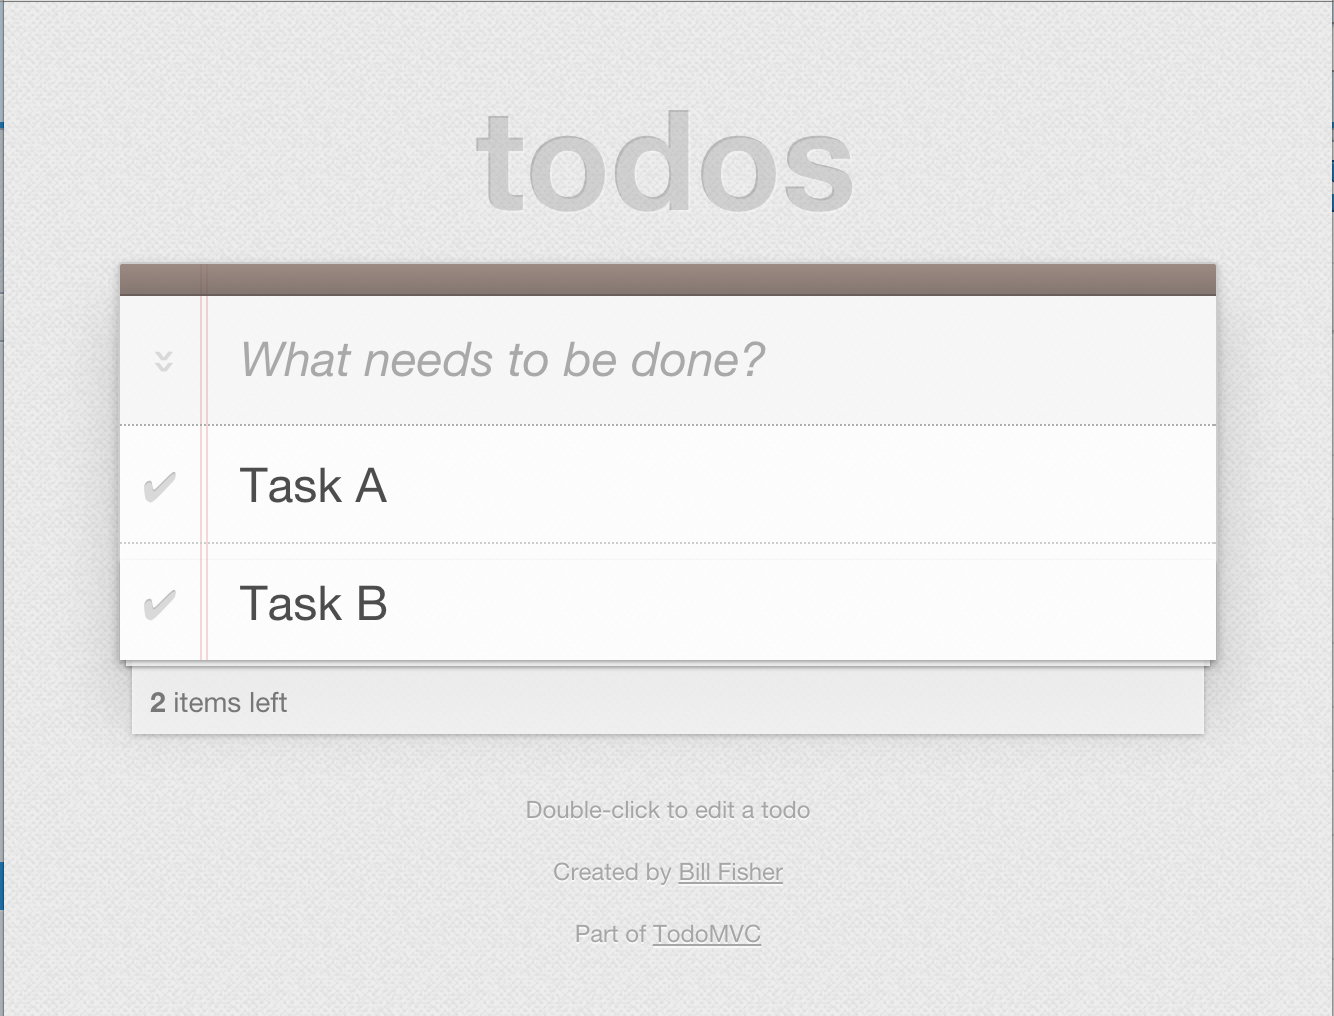 todos
What needs to be done?
Task A
Task B
2 items left
Double-click to edit a todo
Created by Bill Fisher
Part of TodoMVC